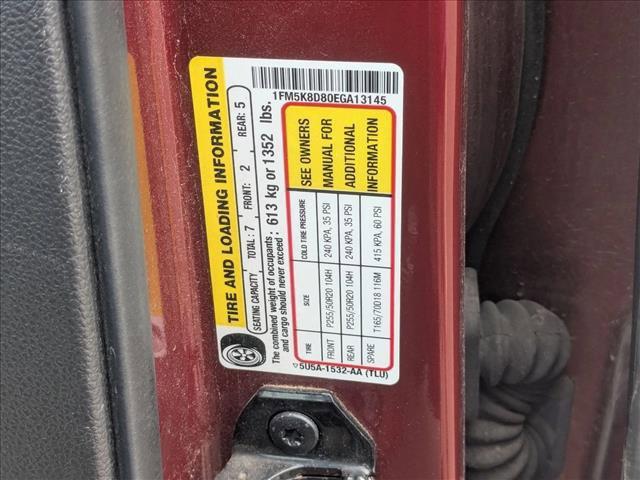 1FM5K8D80EGA13145
TIRE AND LOADING INFORMATION
SEATING CAPACITY TOTAL: 7 FRONT: 2 REAR: 5
The combined weight of occupants and cargo should never exceed : 613 kg or 1352 lbs.
TIRE SIZE COLD TIRE PRESSURE SEE OWNERS
FRONT P255/50R20 104H 240 KPA, 35 PSI MANUAL FOR
REAR P255/50R20 104H 240 KPA, 35 PSI ADDITIONAL
SPARE T165/70D18 116M 415 KPA, 60 PSI INFORMATION
5U5A-1532-AA (TLU)